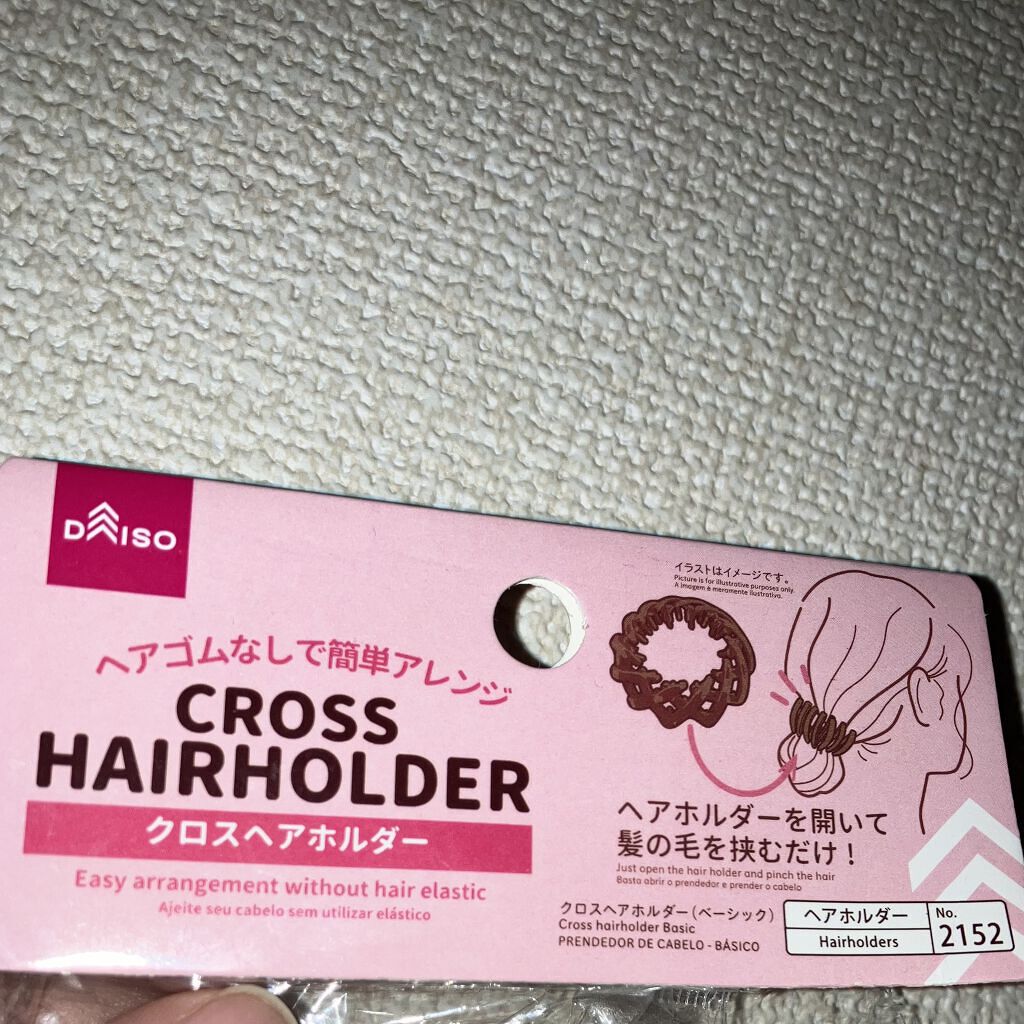 DAISO
ヘアゴムなしで簡単アレンジ
CROSS
HAIRHOLDER
クロスヘアホルダー
Easy arrangement without hair elastic
Ajeite seu cabelo sem utilizar elástico
イラストはイメージです。
Picture is for illustrative purposes only.
A imagem é meramente ilustrativa.
ヘアホルダーを開いて
髪の毛を挟むだけ！
Just open the hair holder and pinch the hair
Basta abrir o prendedor e prender o cabelo
クロスヘアホルダー（ベーシック）
Cross hairholder Basic
PRENDEDOR DE CABELO - BÁSICO
ヘアホルダー
Hairholders
No.
2152